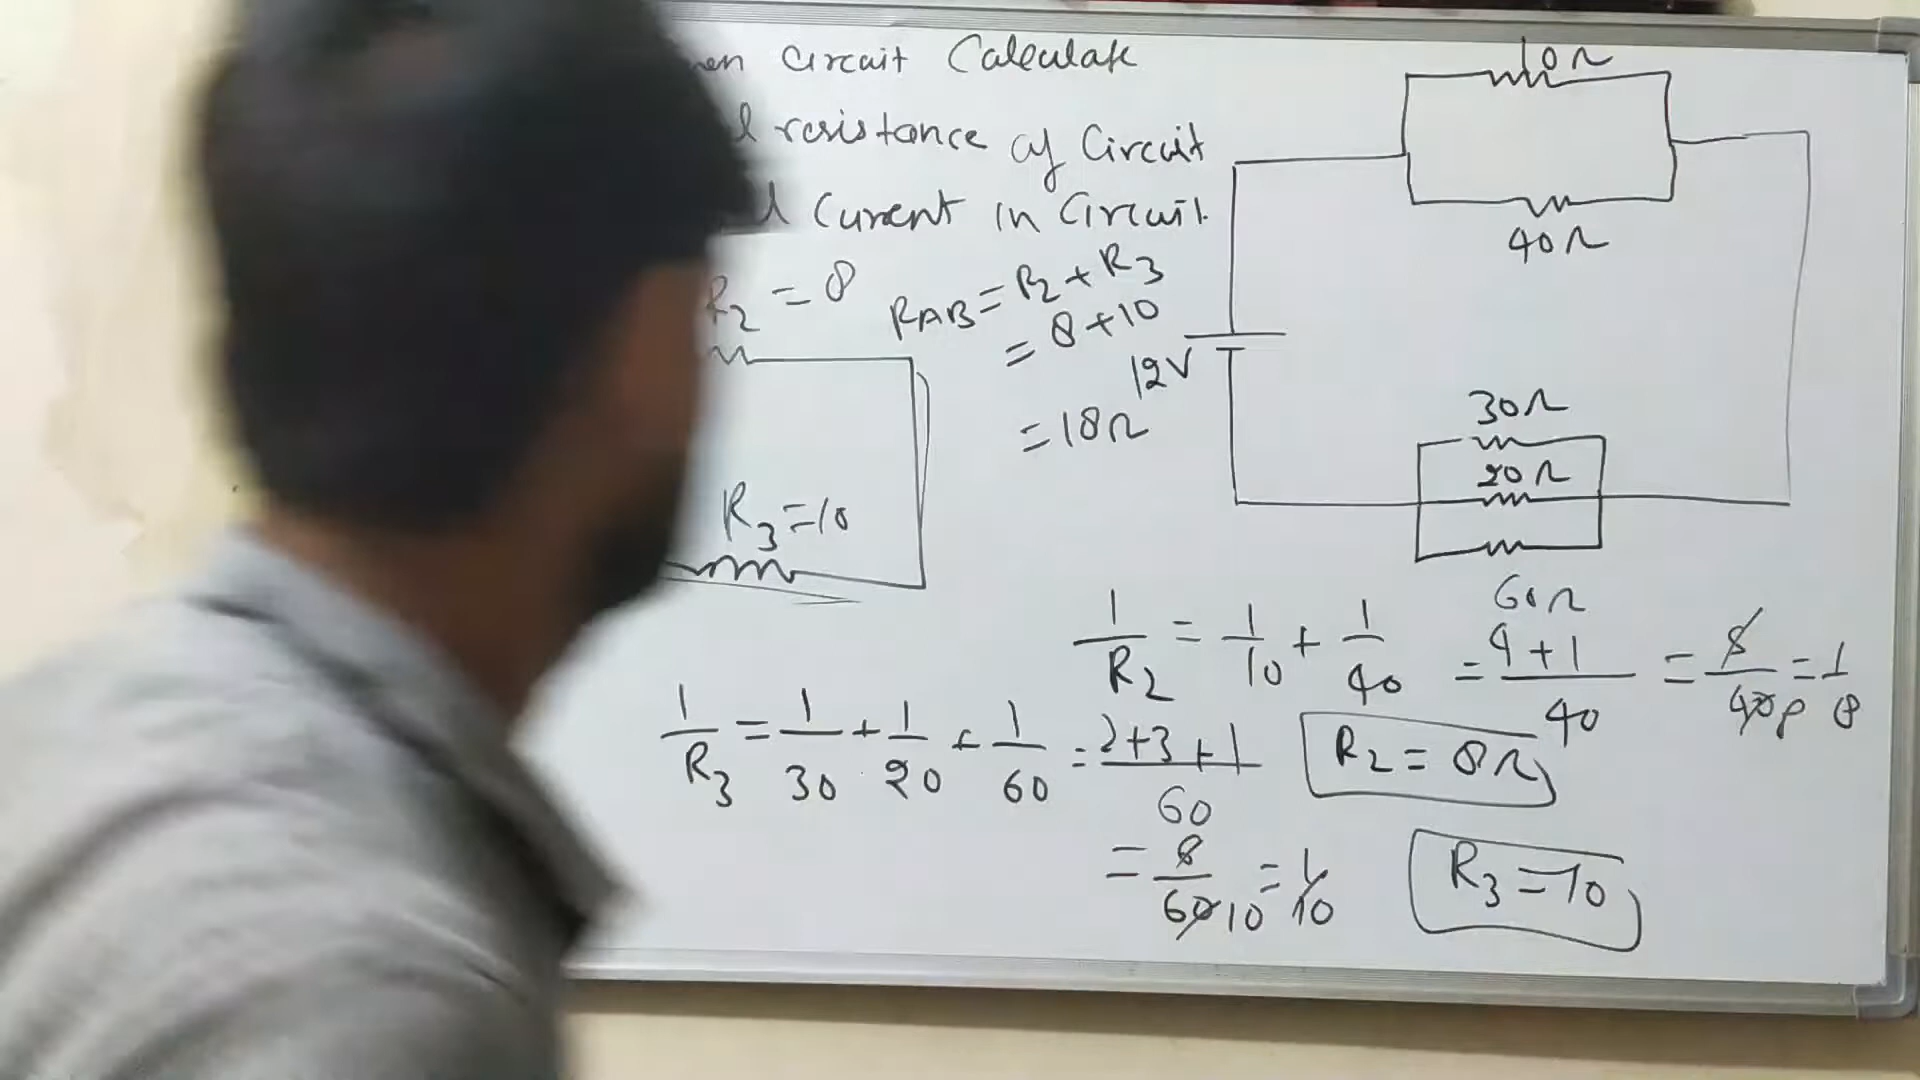 Circuit Calculate
resistance of Circuit
Current in Circuit.
R2 = 8
RAB = R2 + R3
= 8 + 10
= 18Ω
R3 = 10
10Ω
40Ω
12V
30Ω
20Ω
60Ω
1/R2 = 1/10 + 1/40 = 4+1/40 = 5/40 8 = 1/8
R2 = 8Ω
1/R3 = 1/30 + 1/20 + 1/60 = 2+3+1/60
= 6/60 10 = 1/10
R3 = 10